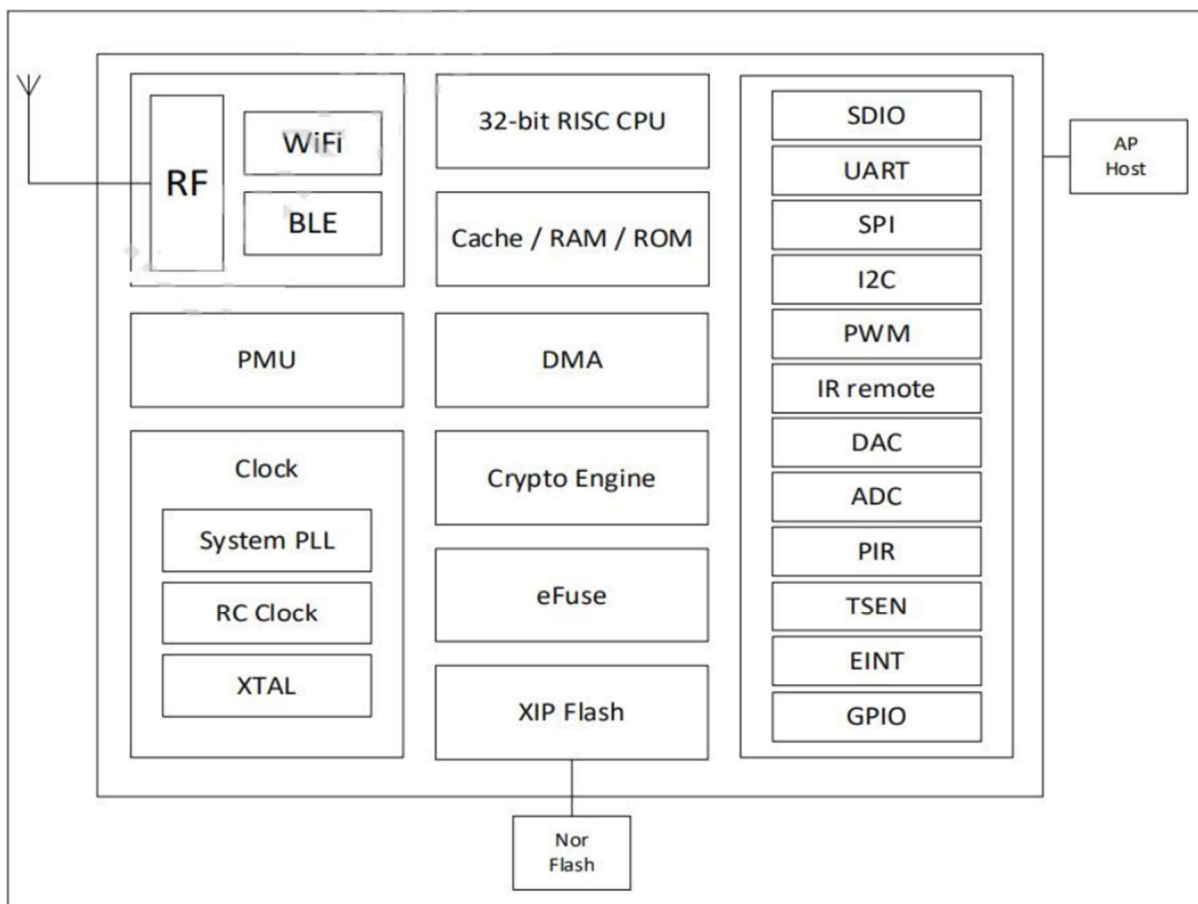 RF
WiFi
BLE
PMU
Clock
System PLL
RC Clock
XTAL
32-bit RISC CPU
Cache / RAM / ROM
DMA
Crypto Engine
eFuse
XIP Flash
SDIO
UART
SPI
I2C
PWM
IR remote
DAC
ADC
PIR
TSEN
EINT
GPIO
AP
Host
Nor
Flash